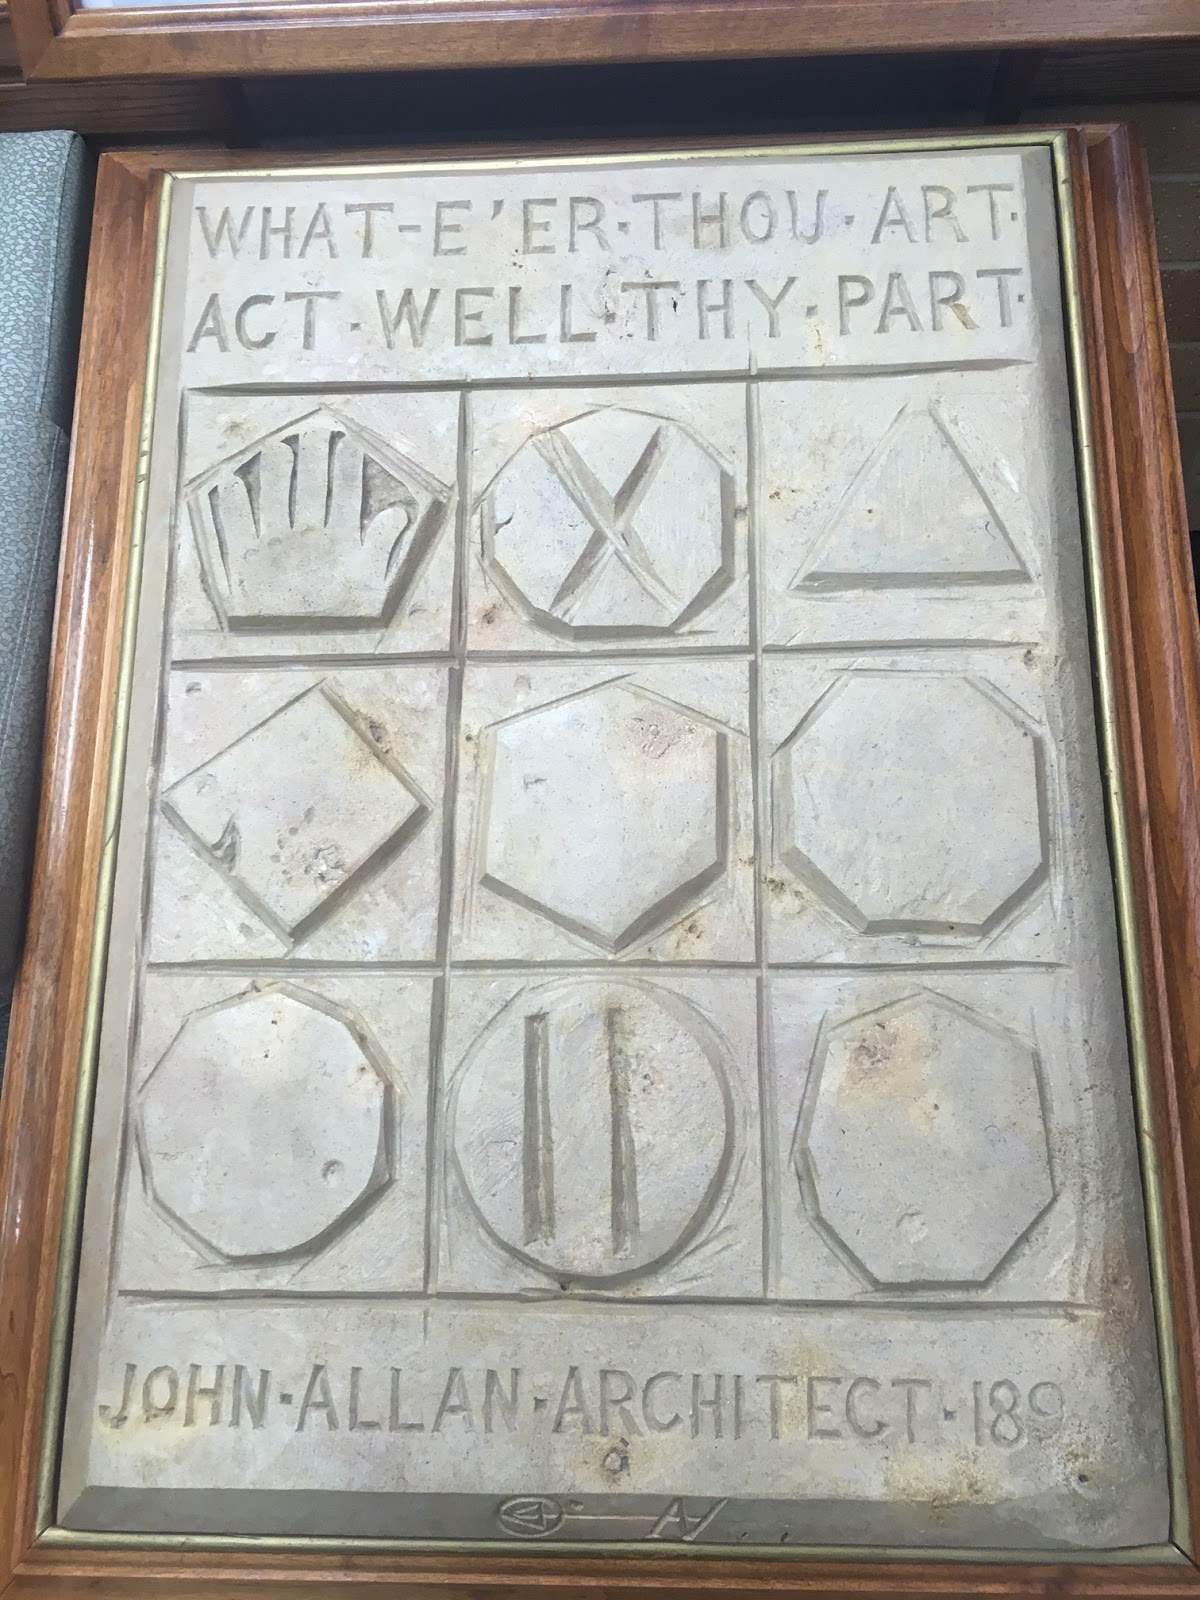 WHAT-E'ER·THOU·ART·
ACT·WELL·THY·PART·
JOHN·ALLAN·ARCHITECT·189